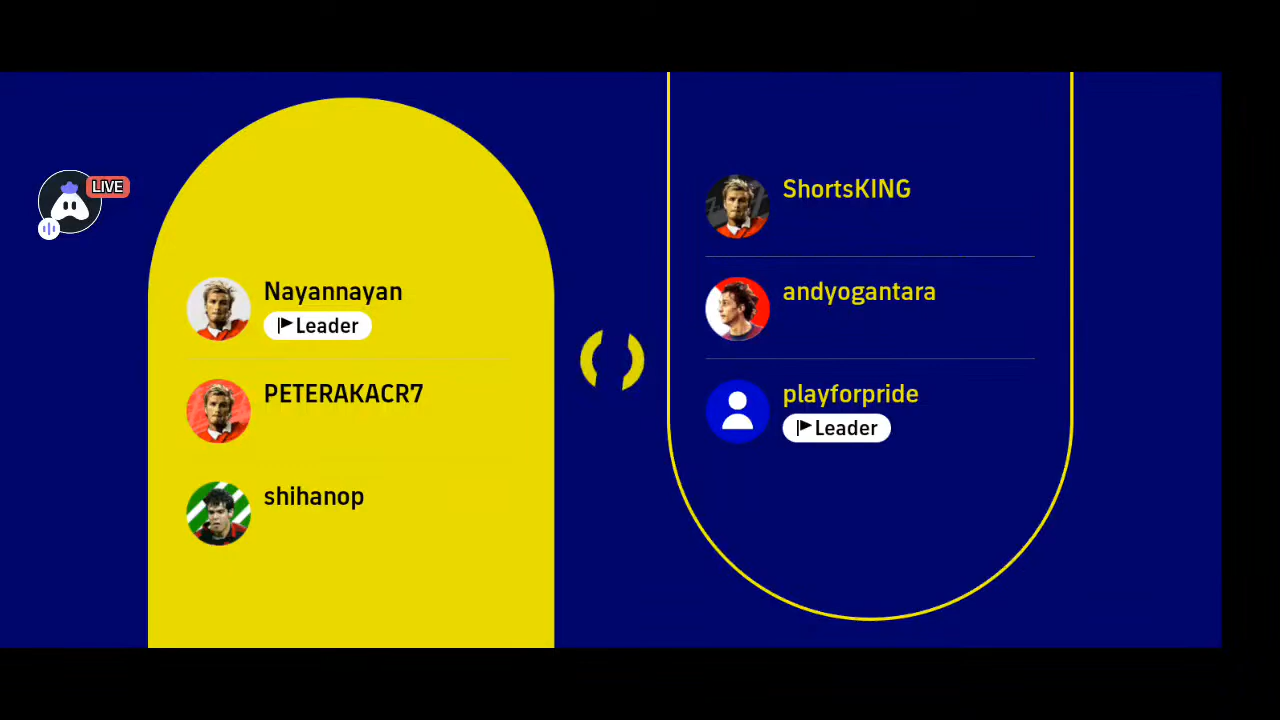 LIVE
Nayannayan
Leader
PETERAKACR7
shihanop
ShortsKING
andyogantara
playforpride
Leader